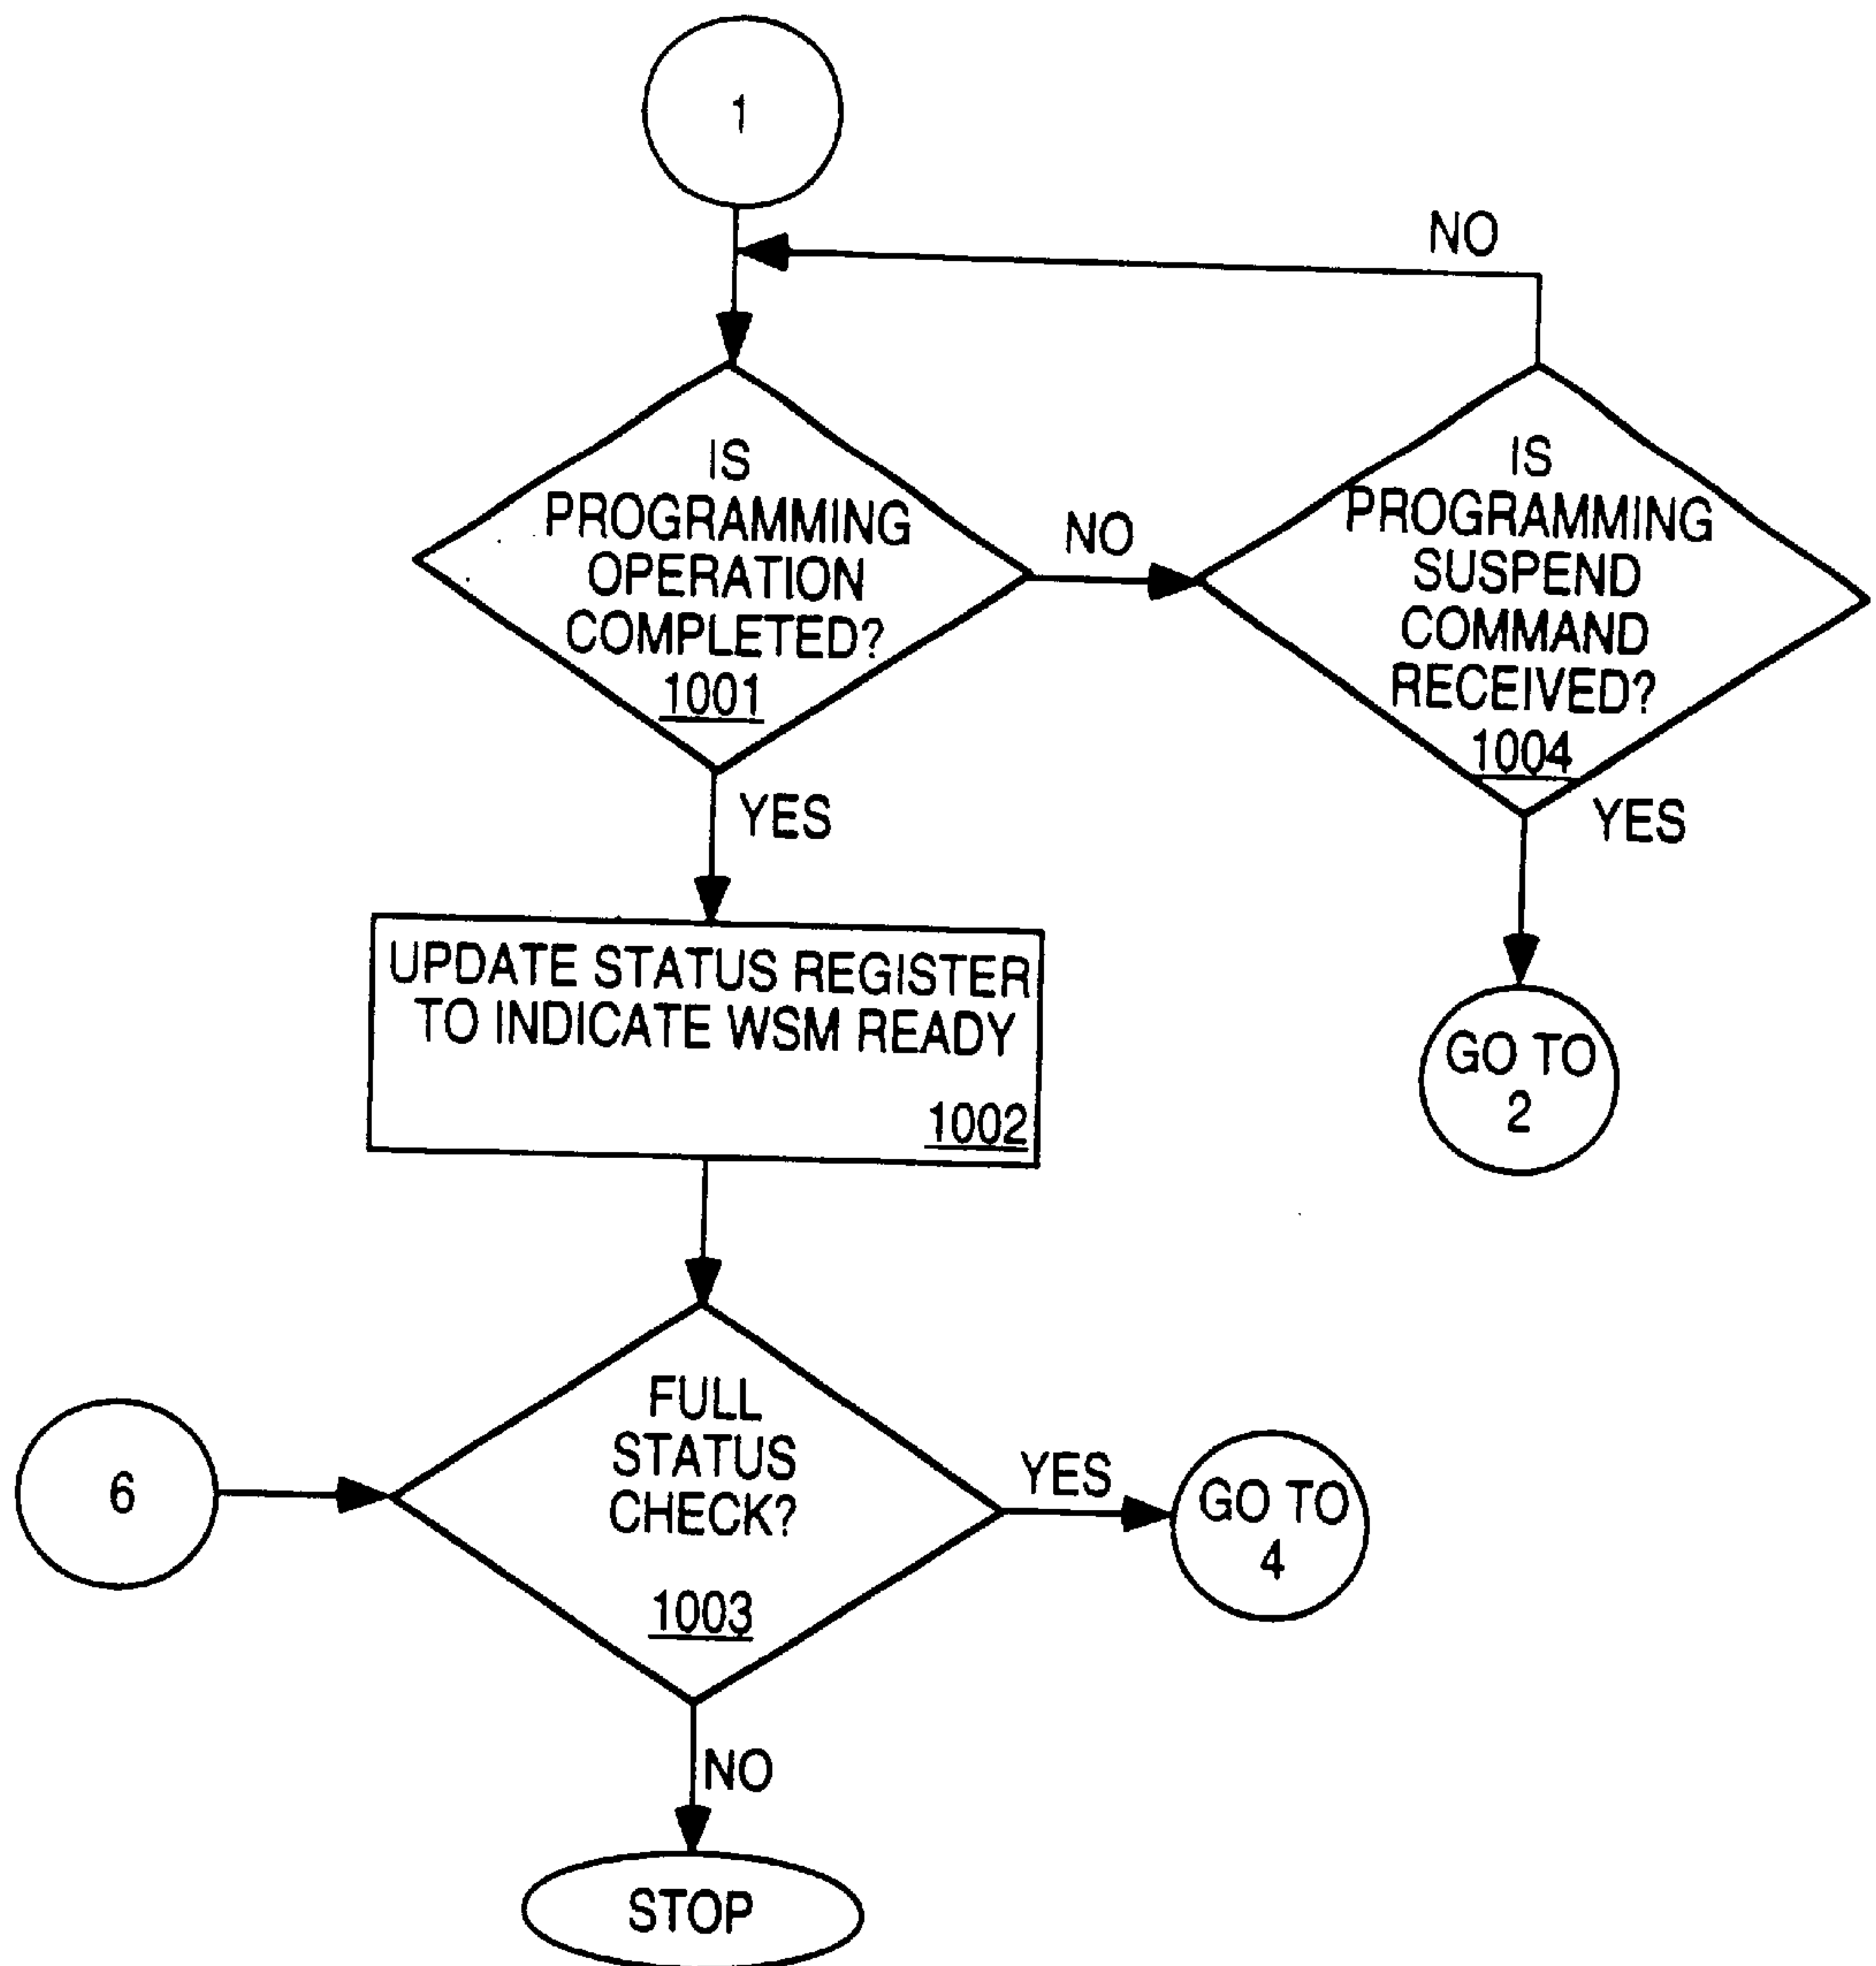 1
NO
IS
PROGRAMMING
OPERATION
COMPLETED?
1001
NO
IS
PROGRAMMING
SUSPEND
COMMAND
RECEIVED?
1004
YES
YES
UPDATE STATUS REGISTER
TO INDICATE WSM READY
1002
GO TO
2
6
FULL
STATUS
CHECK?
1003
YES
GO TO
4
NO
STOP